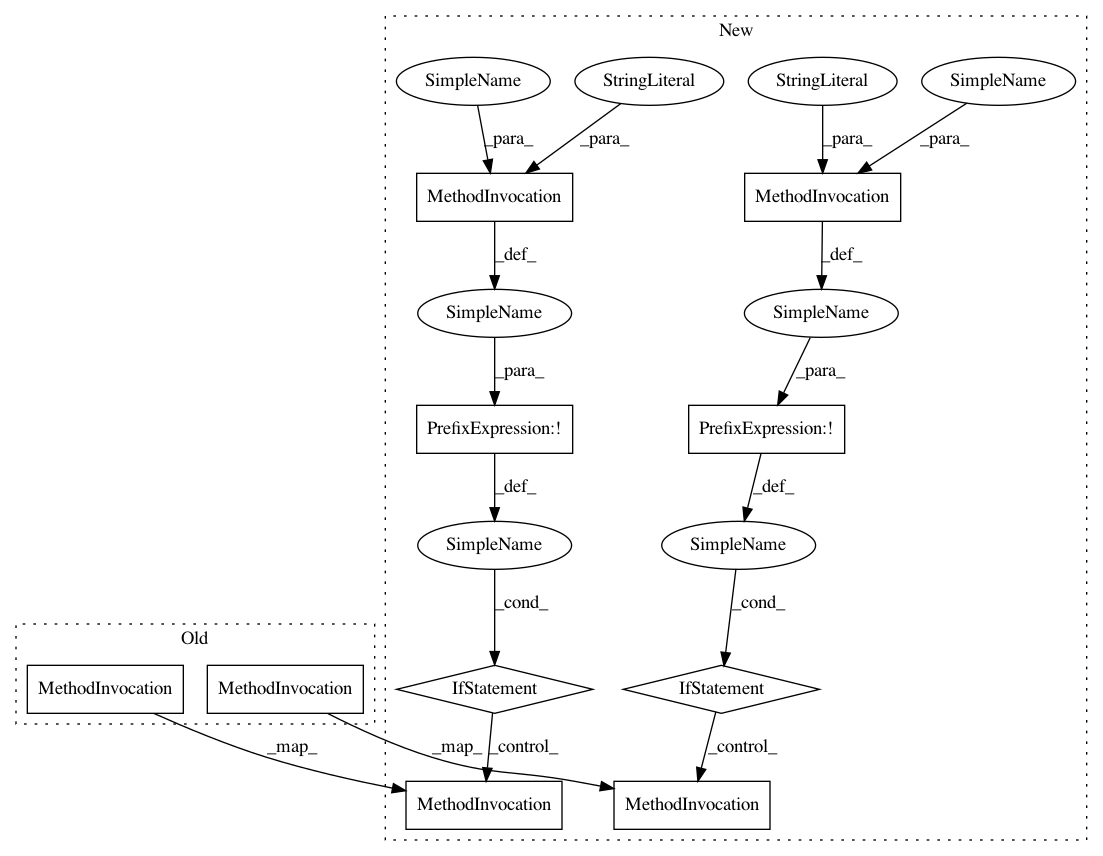 New
SimpleName StringLiteral StringLiteral SimpleName
_para_ _para_ _para_ _para_
MethodInvocation MethodInvocation
_def_ _def_
SimpleName SimpleName
_para_ _para_
PrefixExpression:! PrefixExpression:!
_def_ _def_
SimpleName SimpleName
_cond_ _cond_
Old
MethodInvocation MethodInvocation IfStatement IfStatement
_map_ _map_ _control_ _control_
MethodInvocation MethodInvocation